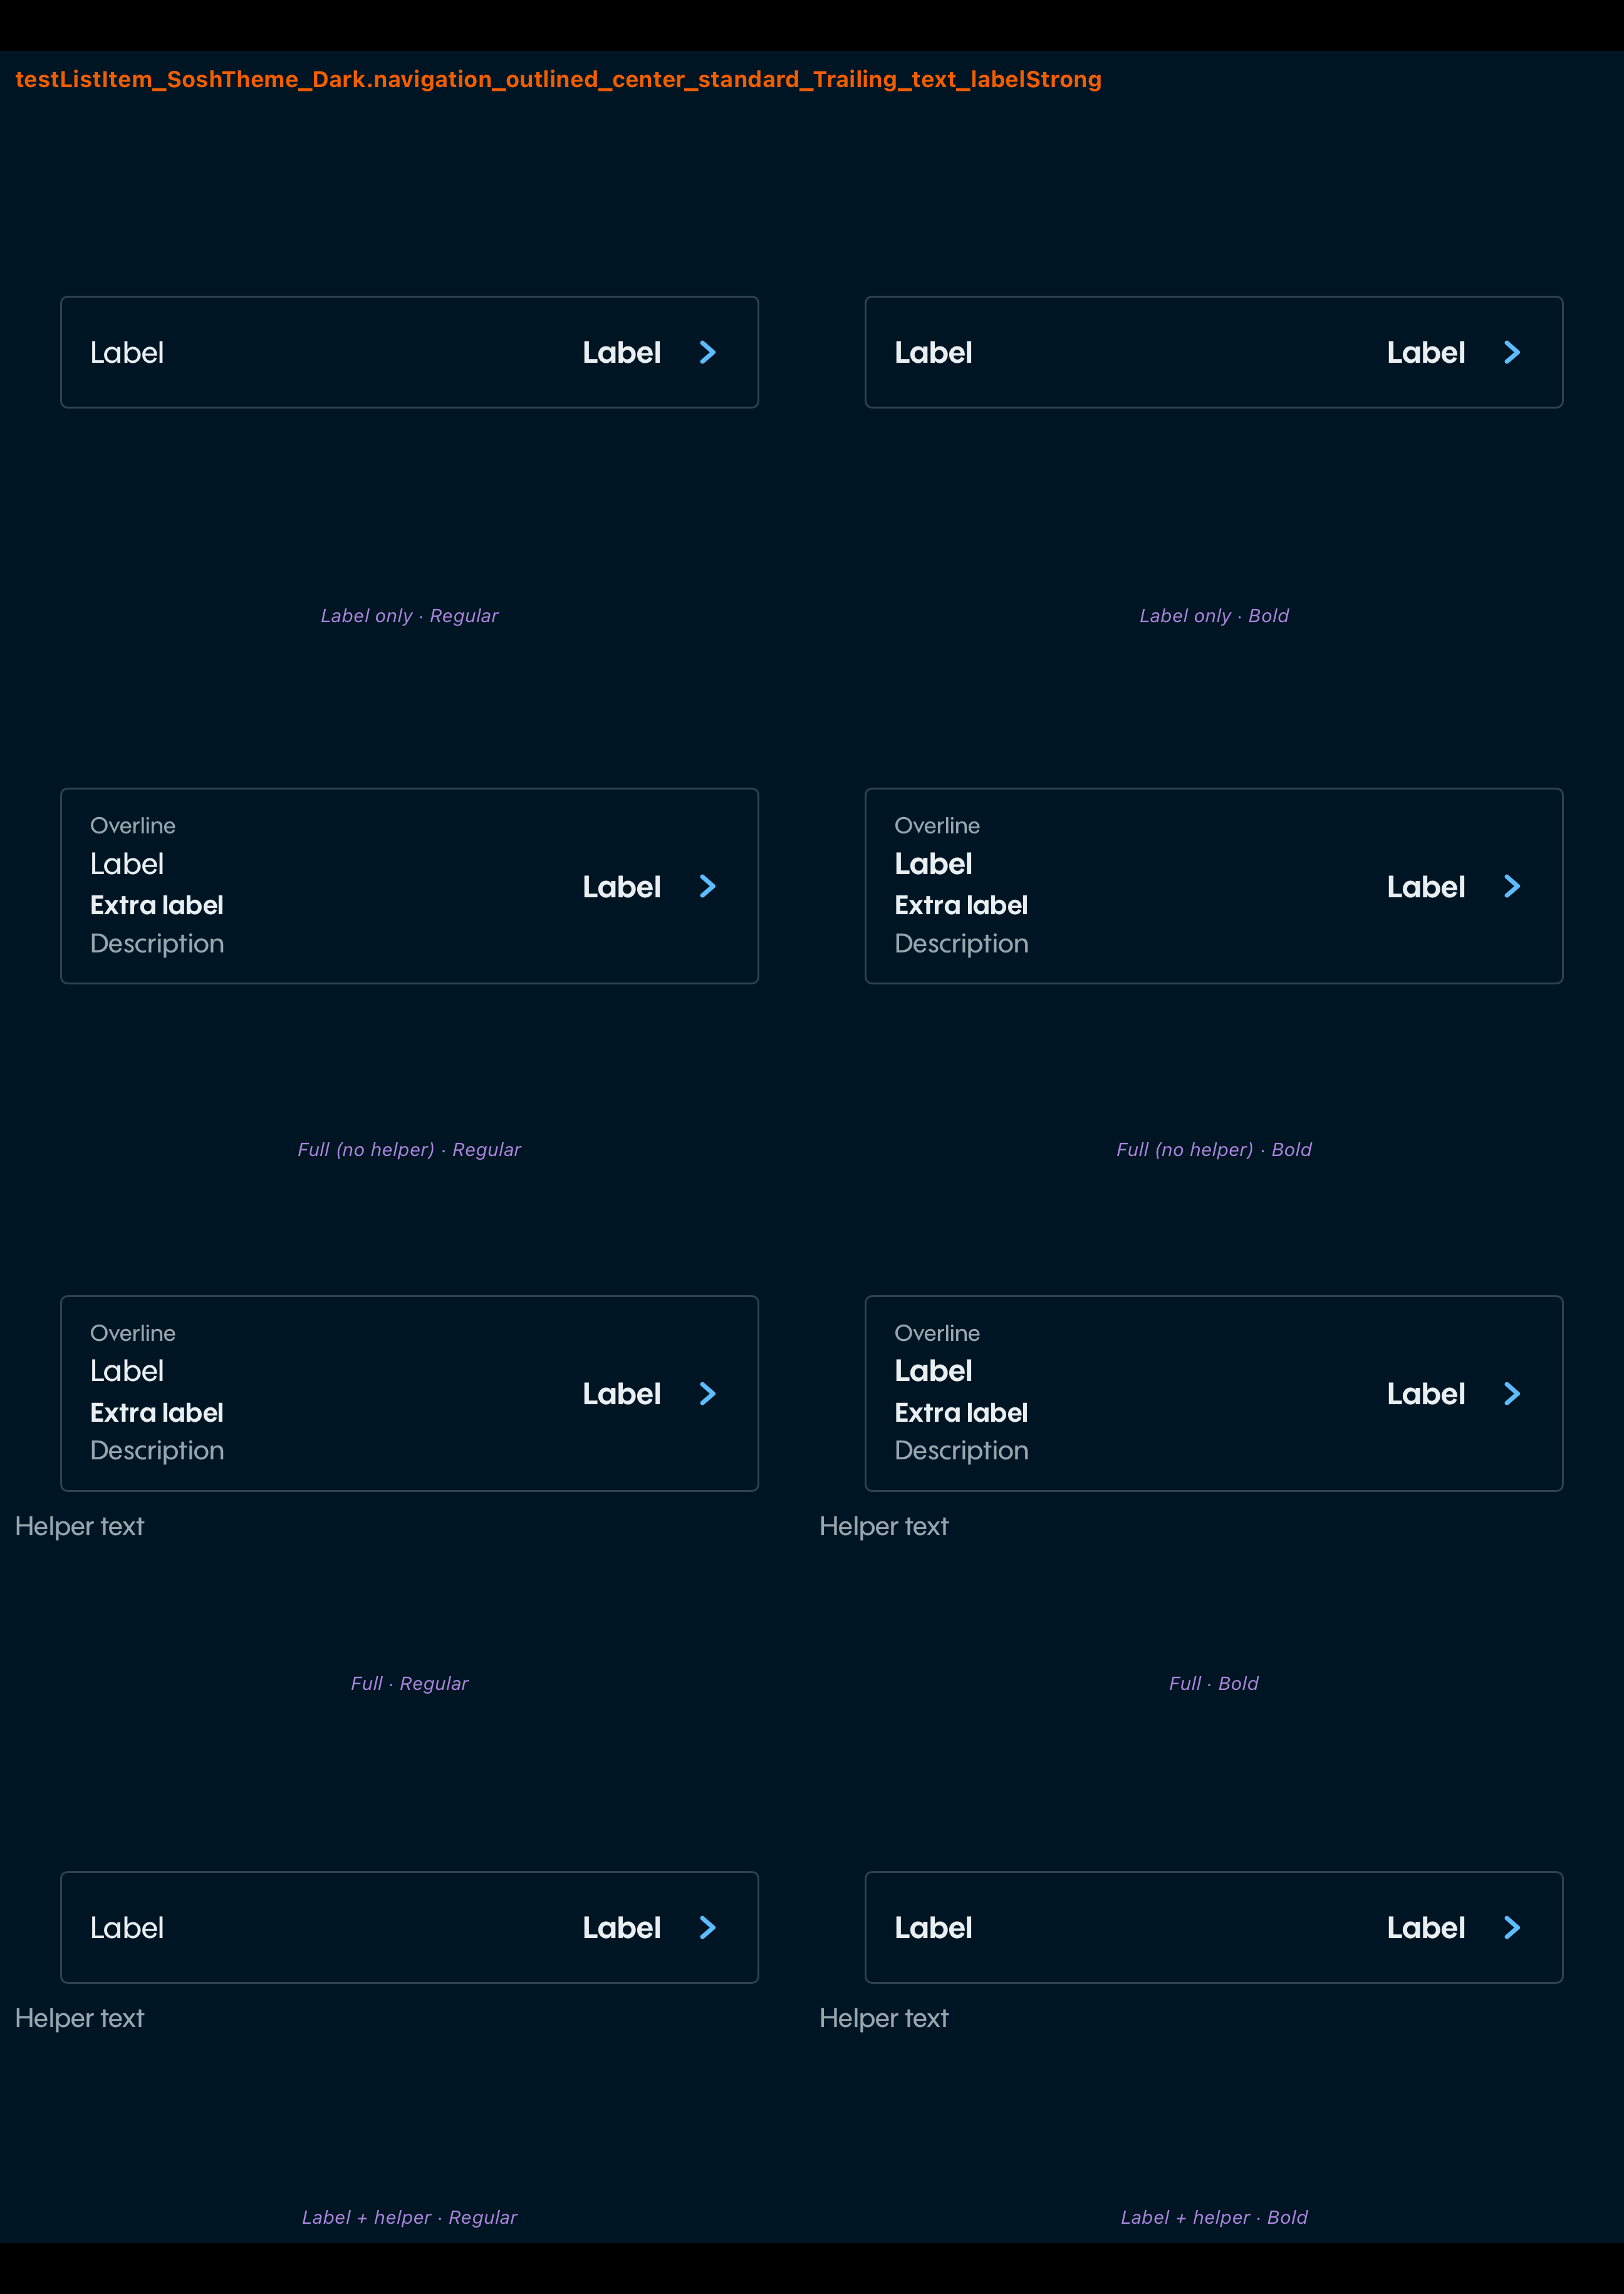 testListItem_SoshTheme_Dark.navigation_outlined_center_standard_Trailing_text_labelStrong
Label Label
Label Label
Label only · Regular
Label only · Bold
Overline
Label
Extra label
Description
Label
Overline
Label
Extra label
Description
Label
Full (no helper) · Regular
Full (no helper) · Bold
Overline
Label
Extra label
Description
Label
Helper text
Overline
Label
Extra label
Description
Label
Helper text
Full · Regular
Full · Bold
Label Label
Helper text
Label Label
Helper text
Label + helper · Regular
Label + helper · Bold